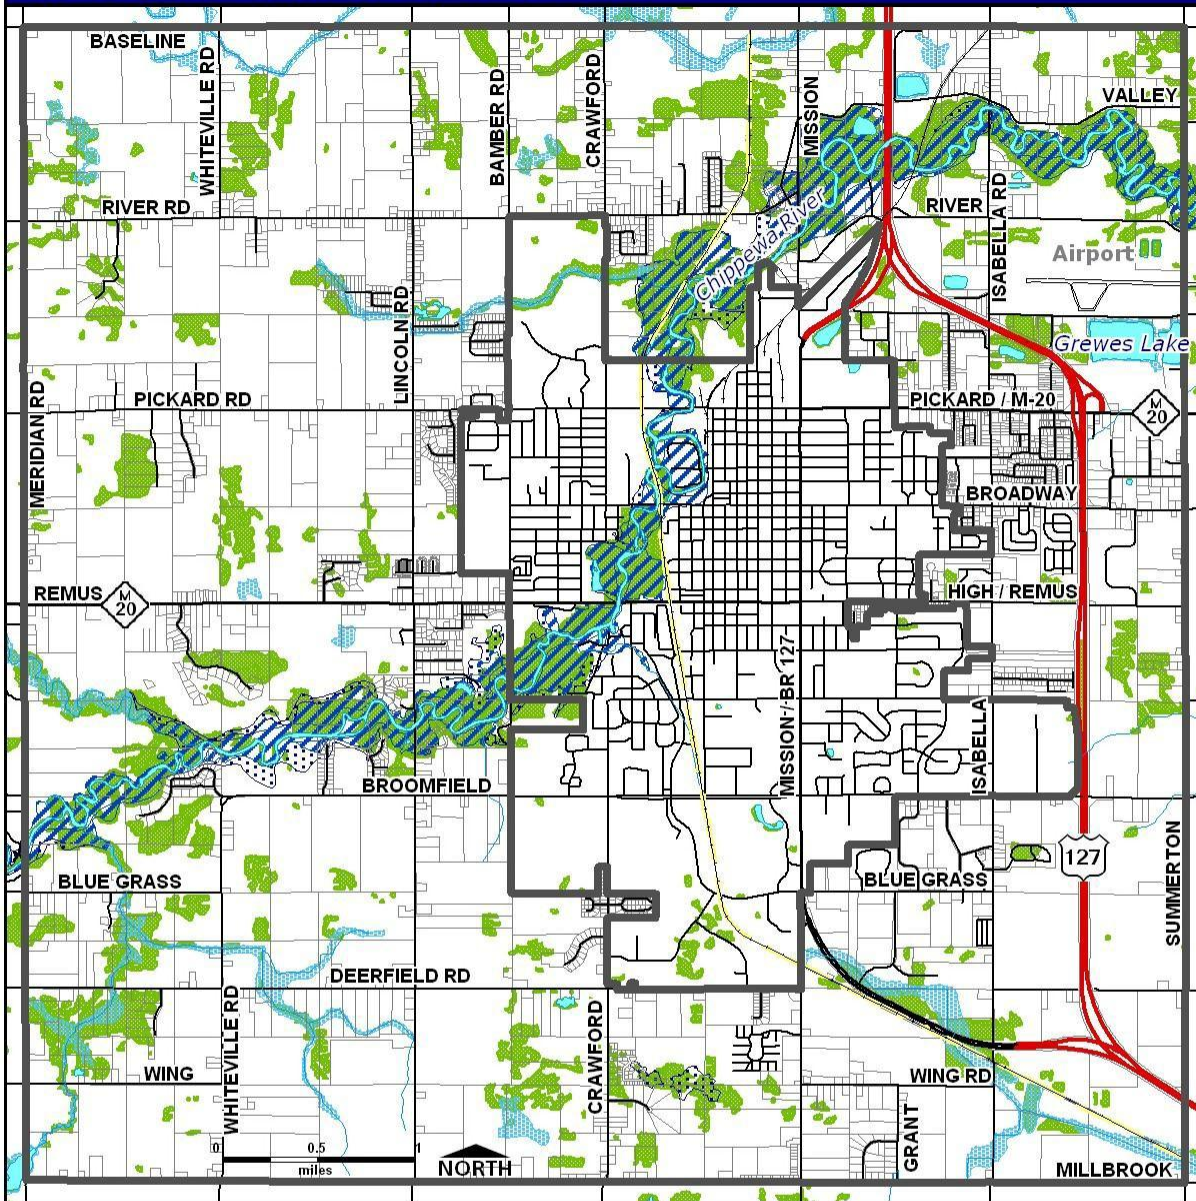 BASELINE
WHITEVILLE RD
BAMBER RD
CRAWFORD
MISSION
VALLEY
RIVER RD
RIVER
ISABELLA RD
Chippewa River
Airport
LINCOLN RD
Grewes Lake
MERIDIAN RD
PICKARD RD
PICKARD / M-20
M
20
BROADWAY
REMUS
M
20
HIGH / REMUS
MISSION / BR 127
ISABELLA
BROOMFIELD
127
BLUE GRASS
BLUE GRASS
SUMMERTON
DEERFIELD RD
WHITEVILLE RD
CRAWFORD
WING
WING RD
GRANT
0
0.5
1
miles
NORTH
MILLBROOK